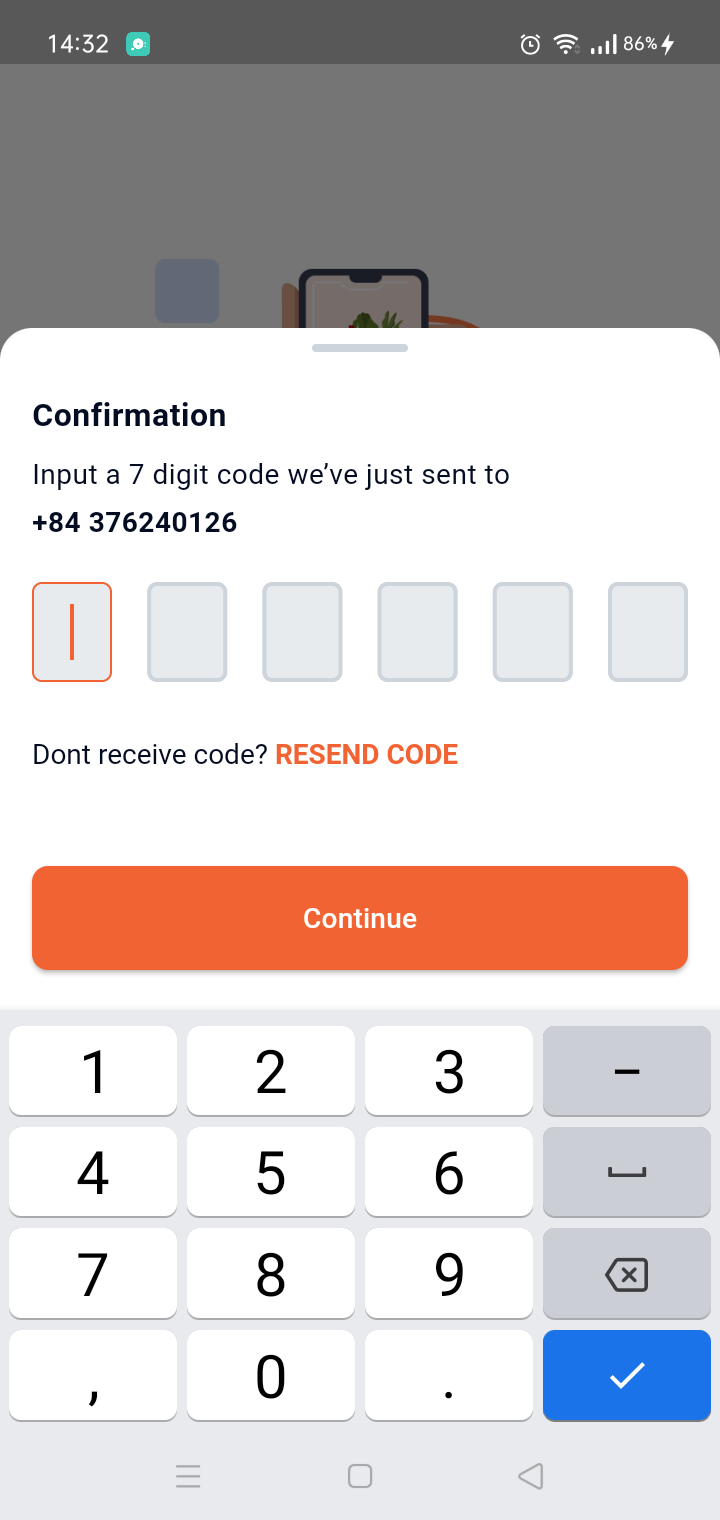 14:32
86%
Confirmation
Input a 7 digit code we’ve just sent to
+84 376240126
Dont receive code? RESEND CODE
Continue
1 2 3 –
4 5 6
7 8 9
, 0 .